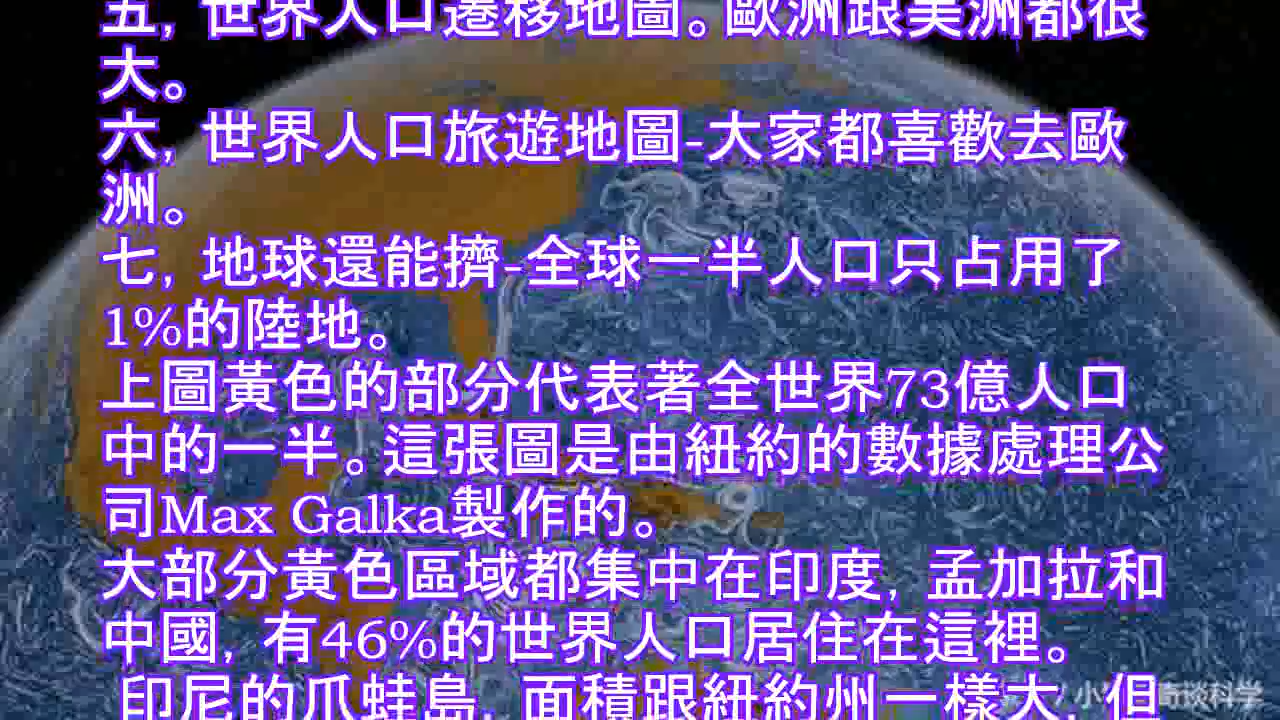 五, 世界人口遷移地圖。歐洲跟美洲都很
大。
六, 世界人口旅遊地圖-大家都喜歡去歐
洲。
七, 地球還能擠-全球一半人口只占用了
1%的陸地。
上圖黃色的部分代表著全世界73億人口
中的一半。這張圖是由紐約的數據處理公
司Max Galka製作的。
大部分黃色區域都集中在印度, 孟加拉和
中國, 有46%的世界人口居住在這裡。
印尼的爪蛙島, 面積跟紐約州一樣大, 但
奇谈科学